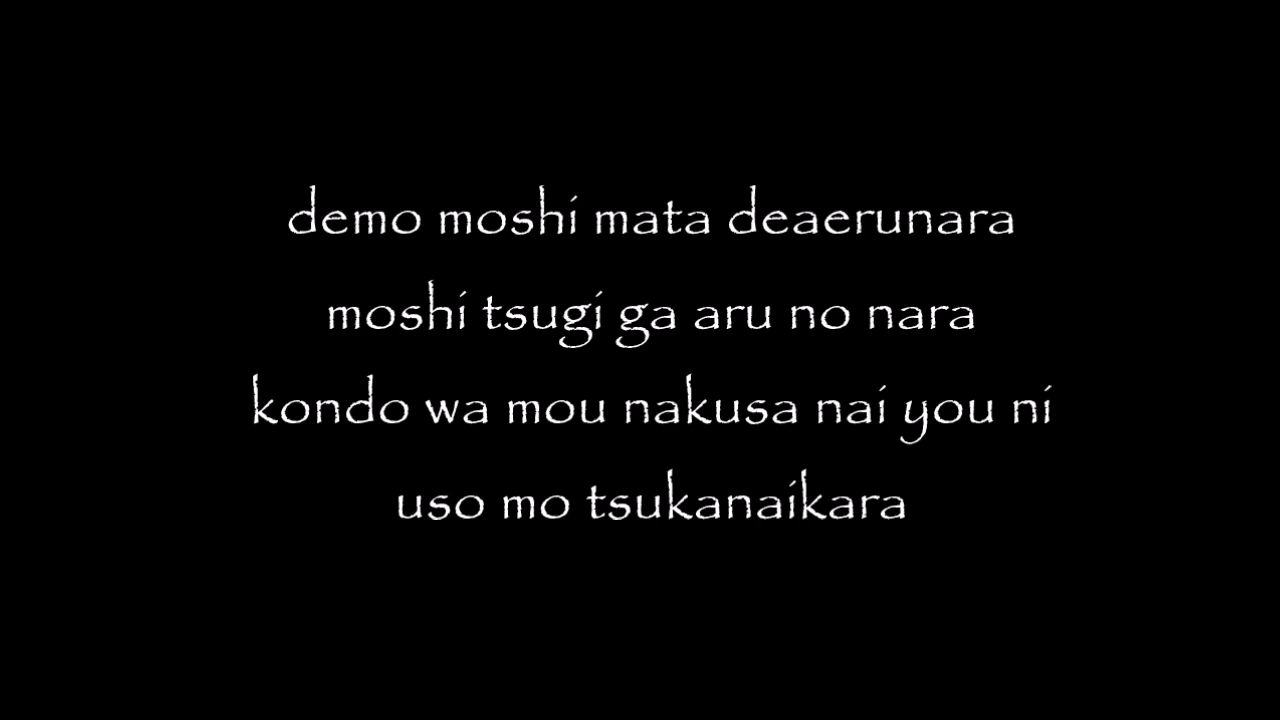 demo moshi mata deaerunara
moshi tsugi ga aru no nara
kondo wa mou nakusa nai you ni
uso mo tsukanaikara